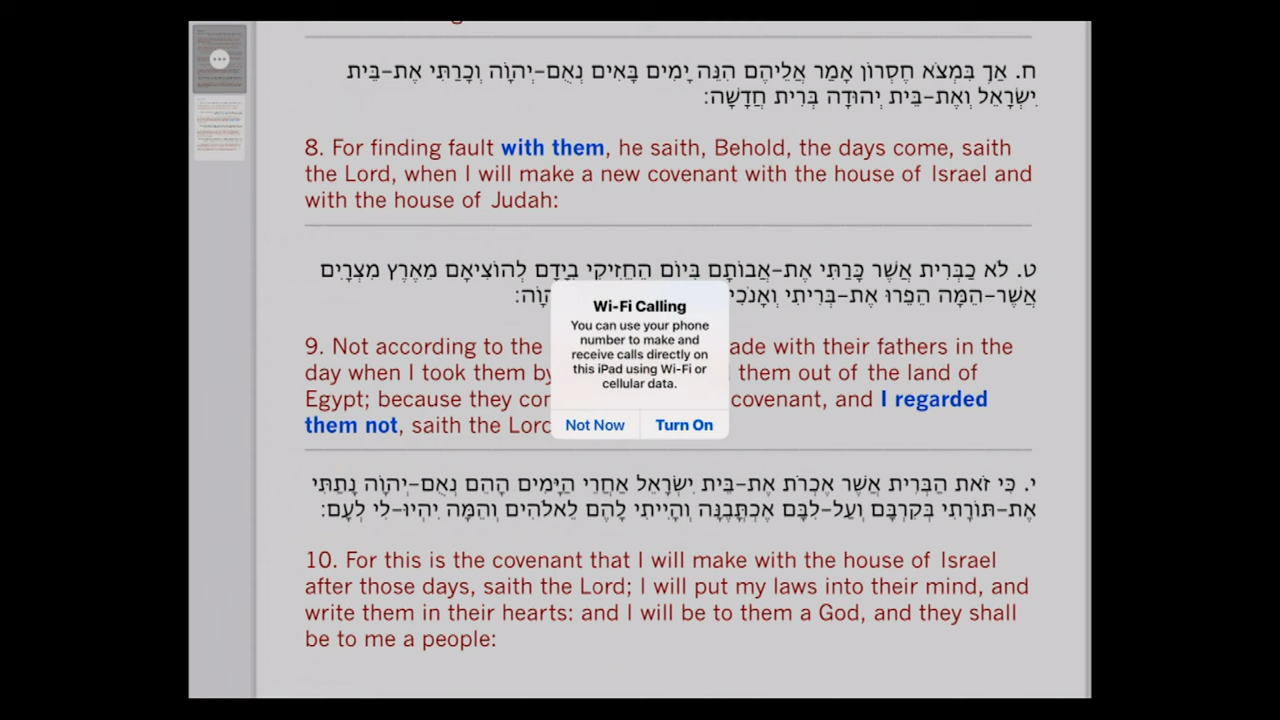 ח. אַךְ בִּמְצֹא חֶסְרוֹן אָמַר אֲלֵיהֶם הִנֵּה יָמִים בָּאִים נְאֻם–יְהוָֹה וְכָרַתִּי אֶת–בֵּית
יִשְׂרָאֵל וְאֶת–בֵּית יְהוּדָה בְּרִית חֲדָשָׁה:
8. For finding fault with them, he saith, Behold, the days come, saith
the Lord, when I will make a new covenant with the house of Israel and
with the house of Judah:
ט. לֹא כַבְּרִית אֲשֶׁר כָּרַתִּי אֶת–אֲבוֹתָם בְּיוֹם הֶחֱזִיקִי בְיָדָם לְהוֹצִיאָם מֵאֶרֶץ מִצְרָיִם
אֲשֶׁר–הֵמָּה הֵפֵרוּ אֶת–בְּרִיתִי וְאָנֹכִי
9. Not according to the ade with their fathers in the
day when I took them by them out of the land of
Egypt; because they con covenant, and I regarded
them not, saith the Lord
Wi-Fi Calling
You can use your phone
number to make and
receive calls directly on
this iPad using Wi-Fi or
cellular data.
Not Now Turn On
י. כִּי זֹאת הַבְּרִית אֲשֶׁר אֶכְרֹת אֶת–בֵּית יִשְׂרָאֵל אַחֲרֵי הַיָּמִים הָהֵם נְאֻם–יְהוָֹה נָתַתִּי
אֶת–תּוֹרָתִי בְּקִרְבָּם וְעַל–לִבָּם אֶכְתְּבֶנָּה וְהָיִיתִי לָהֶם לֵאלֹהִים וְהֵמָּה יִהְיוּ–לִי לְעָם:
10. For this is the covenant that I will make with the house of Israel
after those days, saith the Lord; I will put my laws into their mind, and
write them in their hearts: and I will be to them a God, and they shall
be to me a people: